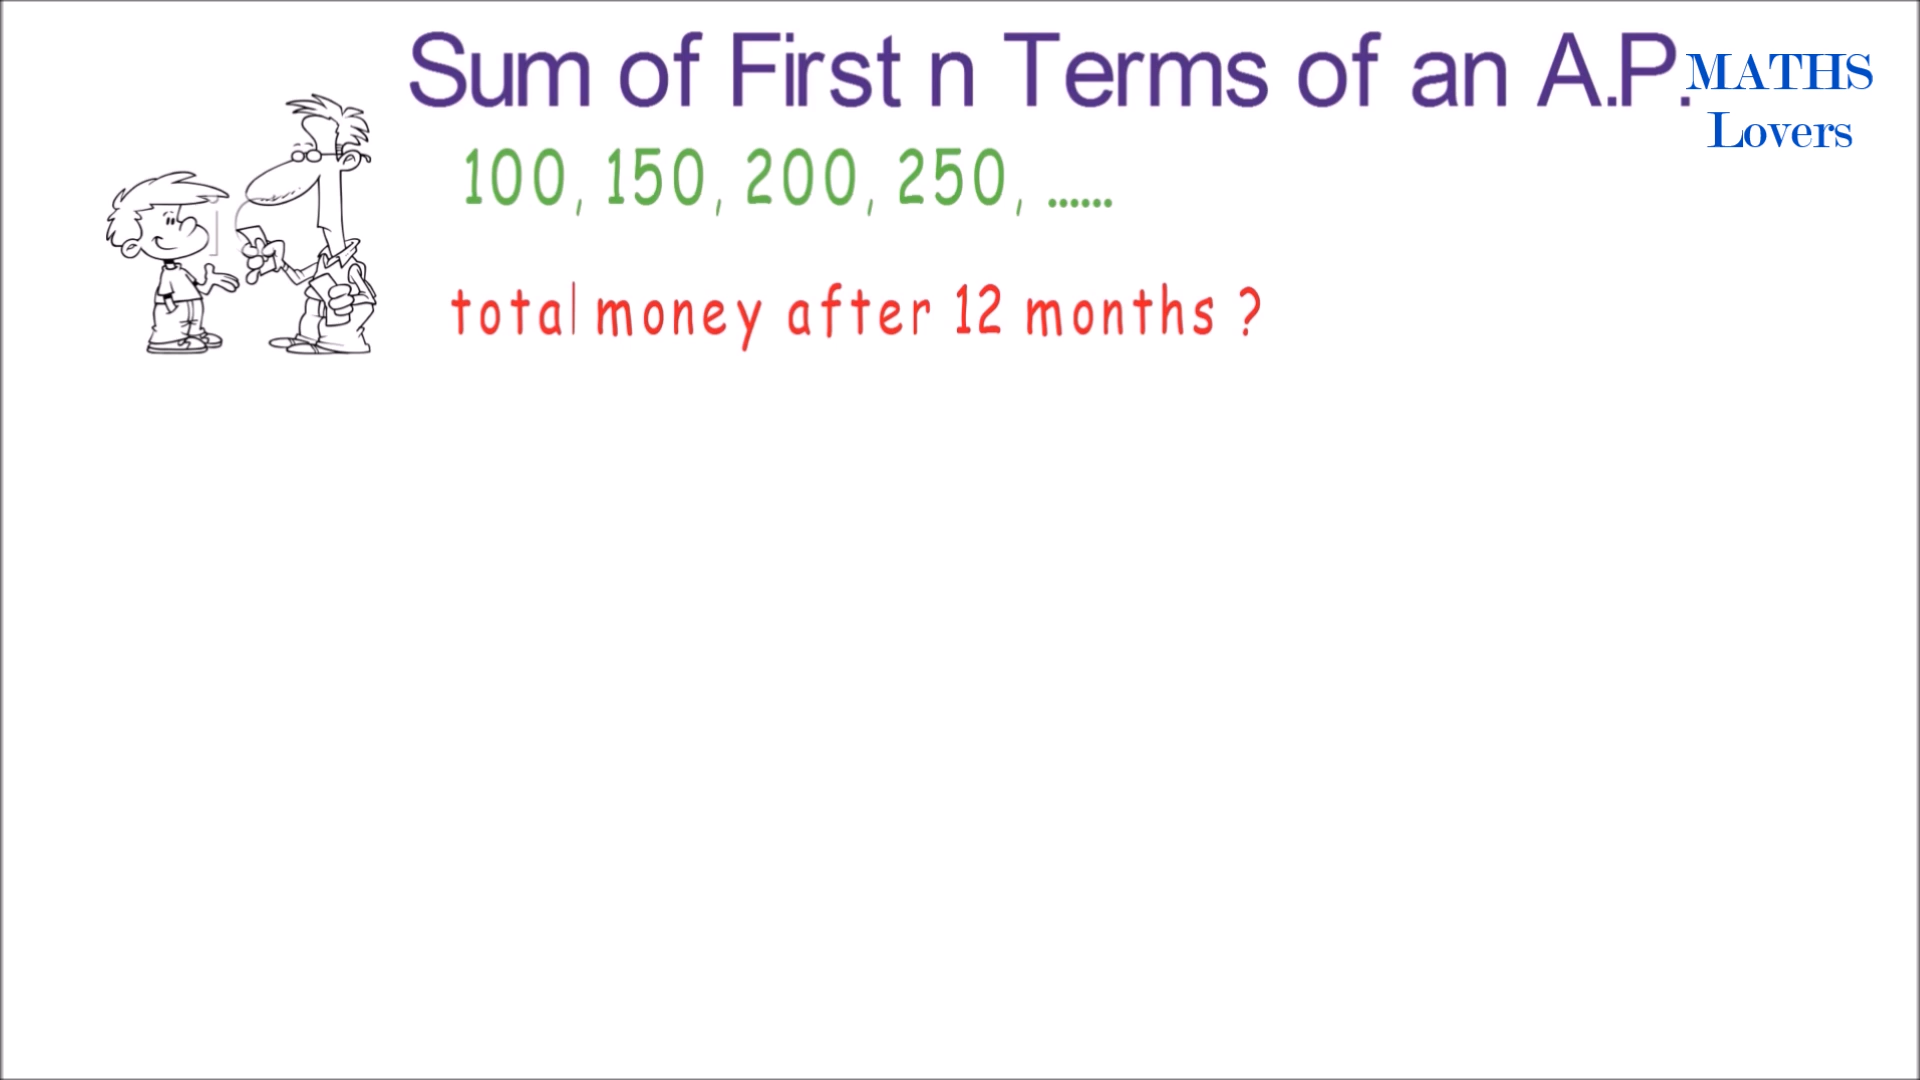 Sum of First n Terms of an A.P.
MATHS
Lovers
100, 150, 200, 250, ......
total money after 12 months ?